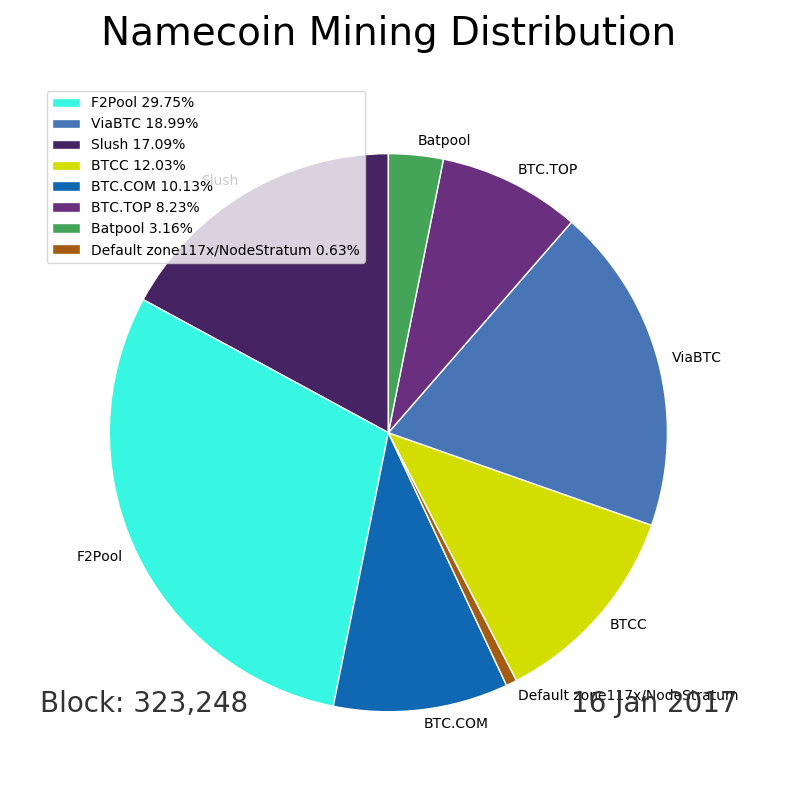 Namecoin Mining Distribution
F2Pool 29.75%
ViaBTC 18.99%
Slush 17.09%
BTCC 12.03%
BTC.COM 10.13%
BTC.TOP 8.23%
Batpool 3.16%
Default zone117x/NodeStratum 0.63%
Batpool
BTC.TOP
Slush
ViaBTC
F2Pool
BTCC
Default zone117x/NodeStratum
Block: 323,248
16 Jan 2017
BTC.COM